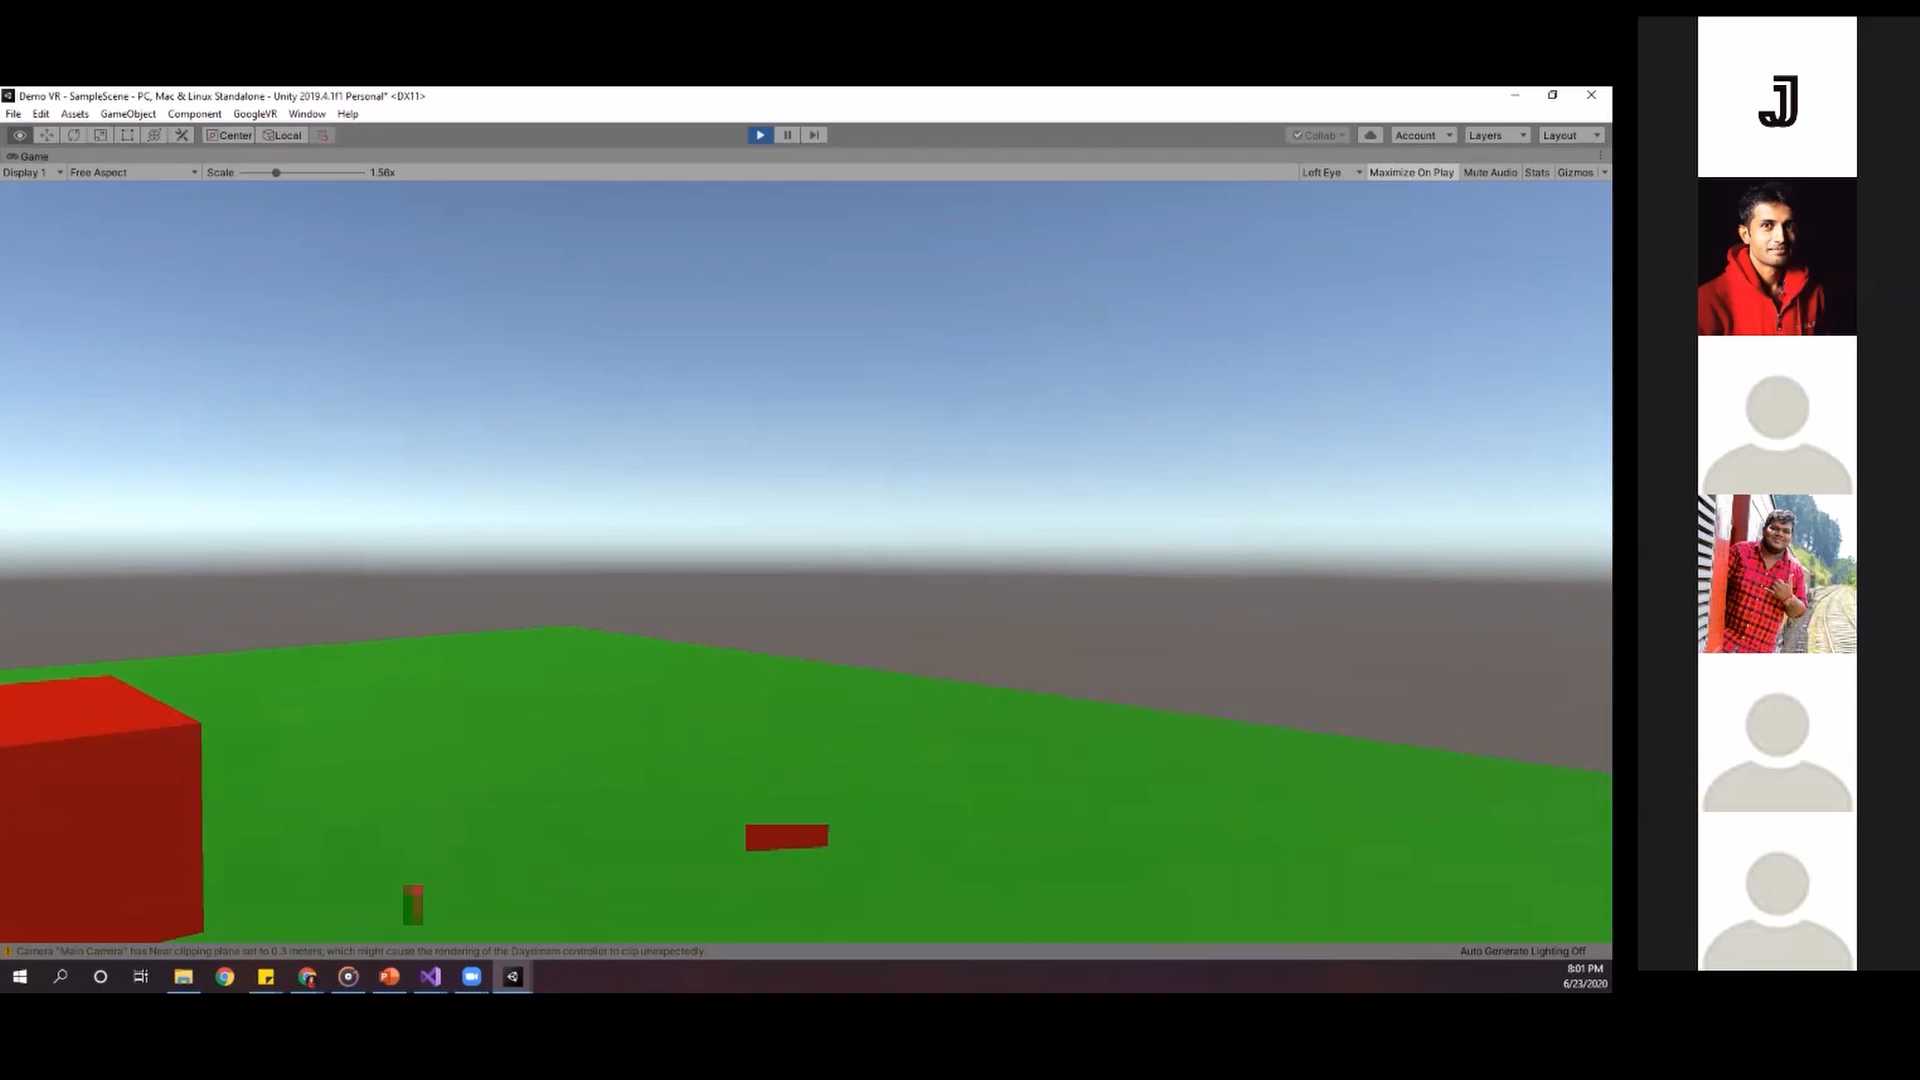 Demo VR - SampleScene - PC, Mac & Linux Standalone - Unity 2019.4.1f1 Personal* <DX11>
File Edit Assets GameObject Component GoogleVR Window Help
Center Local Collab Account Layers Layout
Game
Display 1 Free Aspect Scale 1.56x Left Eye Maximize On Play Mute Audio Stats Gizmos
Camera "Main Camera" has Near clipping plane set to 0.3 meters, which might cause the rendering of the Daydream controller to clip unexpectedly. Auto Generate Lighting Off
8:01 PM
6/23/2020
J